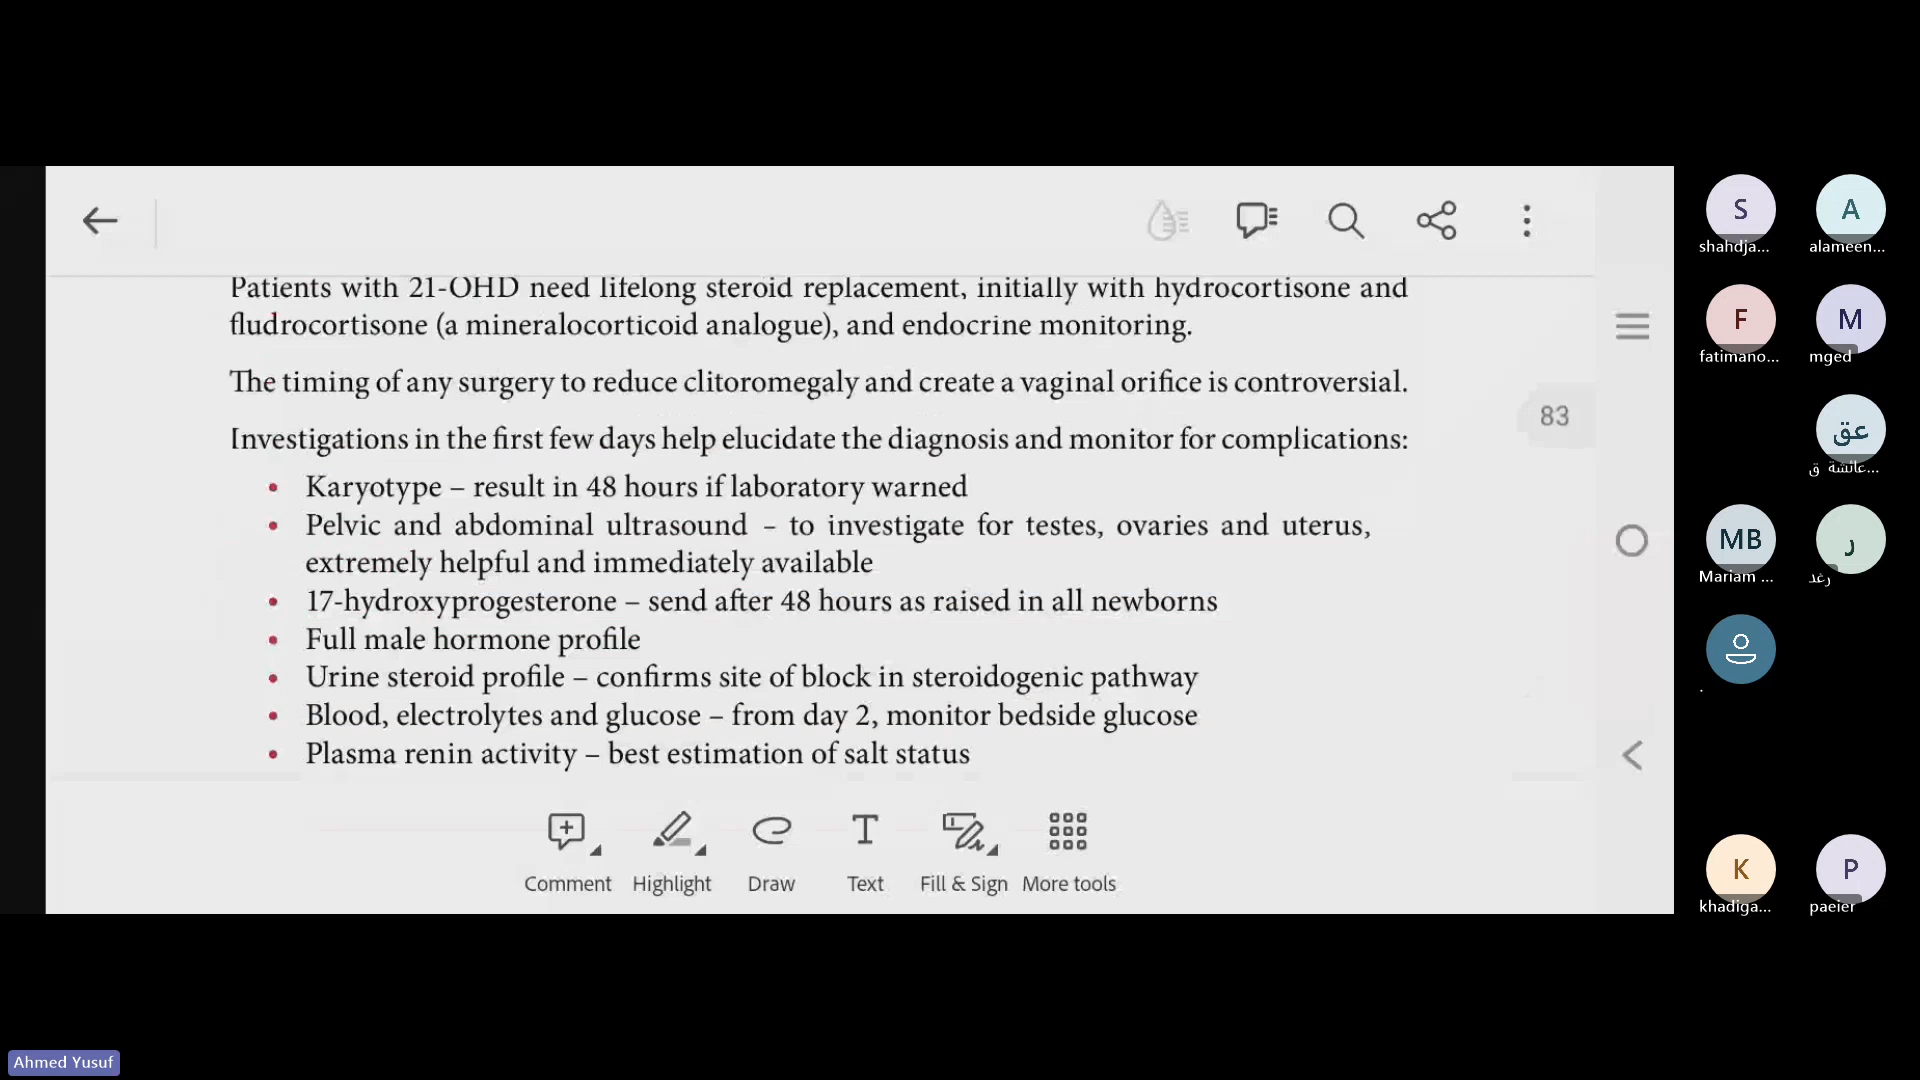 Patients with 21-OHD need lifelong steroid replacement, initially with hydrocortisone and
fludrocortisone (a mineralocorticoid analogue), and endocrine monitoring.
The timing of any surgery to reduce clitoromegaly and create a vaginal orifice is controversial.
Investigations in the first few days help elucidate the diagnosis and monitor for complications:
• Karyotype – result in 48 hours if laboratory warned
• Pelvic and abdominal ultrasound – to investigate for testes, ovaries and uterus,
extremely helpful and immediately available
• 17-hydroxyprogesterone – send after 48 hours as raised in all newborns
• Full male hormone profile
• Urine steroid profile – confirms site of block in steroidogenic pathway
• Blood, electrolytes and glucose – from day 2, monitor bedside glucose
• Plasma renin activity – best estimation of salt status
83
Comment Highlight Draw Text Fill & Sign More tools
S A
shahdja... alameen...
F M
fatimano... mged
عق
عائشة ق...
MB ر
Mariam ... رغد
.
K P
khadiga... paeier
Ahmed Yusuf